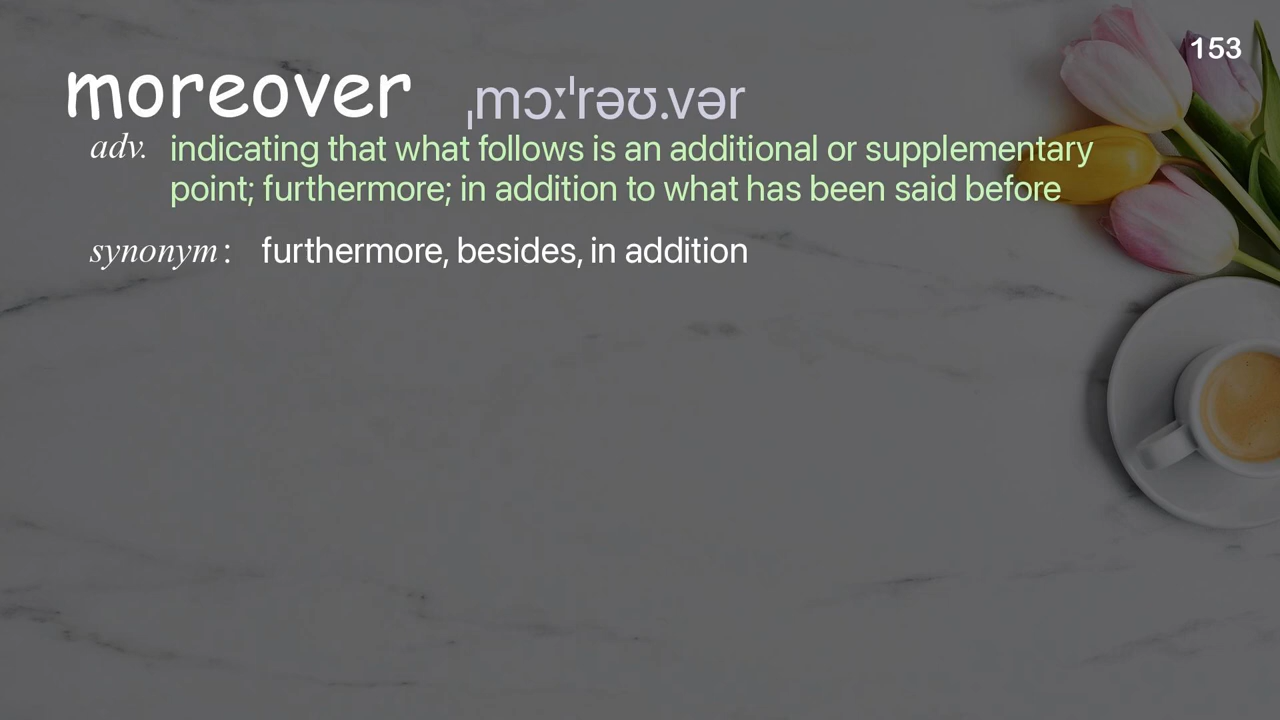 153
moreover ˌmɔːˈrəʊ.vər
adv. indicating that what follows is an additional or supplementary
point; furthermore; in addition to what has been said before
synonym : furthermore, besides, in addition